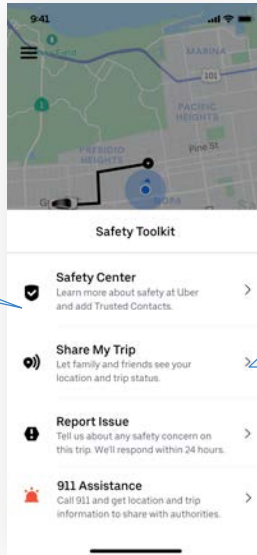 9:41
MARINA
101
PACIFIC
HEIGHTS
Pine St
PRESIDIO
HEIGHTS
NOPA
Safety Toolkit
Safety Center
Learn more about safety at Uber
and add Trusted Contacts.
Share My Trip
Let family and friends see your
location and trip status.
Report Issue
Tell us about any safety concern on
this trip. We'll respond within 24 hours.
911 Assistance
Call 911 and get location and trip
information to share with authorities.